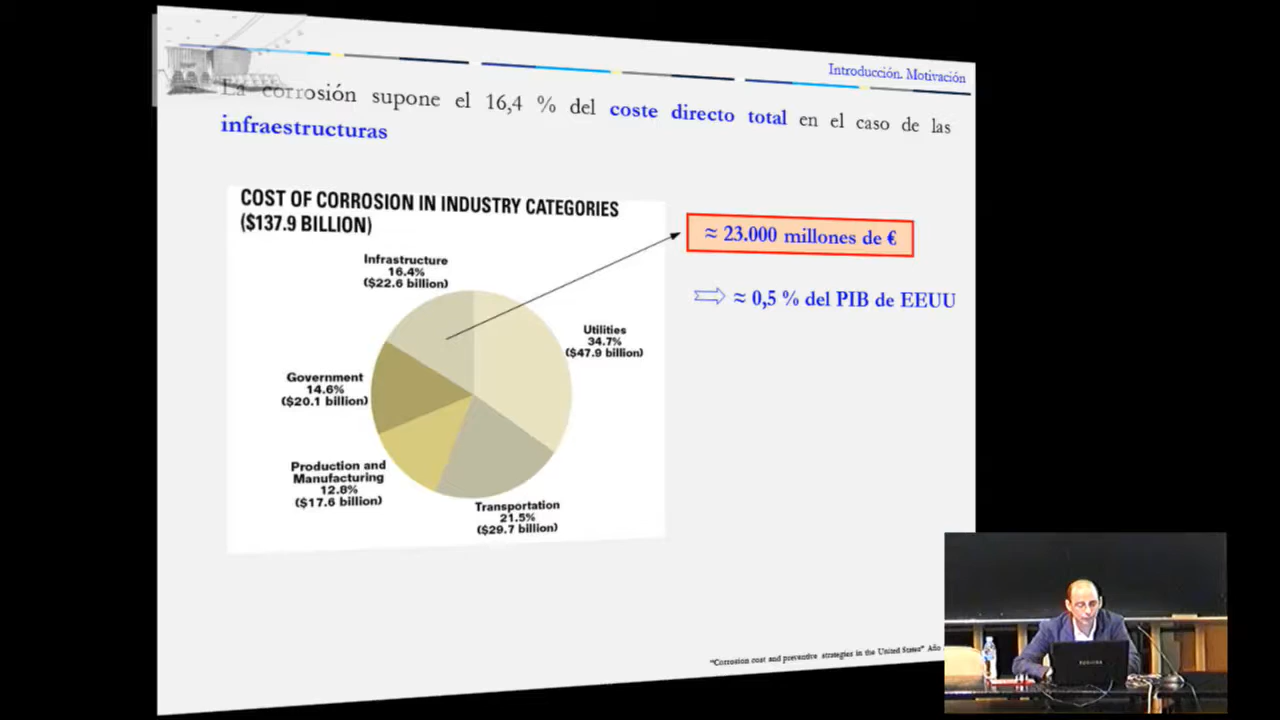 Introducción. Motivación
La corrosión supone el 16,4 % del coste directo total en el caso de las
infraestructuras
COST OF CORROSION IN INDUSTRY CATEGORIES
($137.9 BILLION)
≈ 23.000 millones de €
≈ 0,5 % del PIB de EEUU
Infrastructure
16.4%
($22.6 billion)
Utilities
34.7%
($47.9 billion)
Government
14.6%
($20.1 billion)
Production and
Manufacturing
12.8%
($17.6 billion)
Transportation
21.5%
($29.7 billion)
"Corrosion cost and preventive strategies in the United States" Año
TOSHIBA